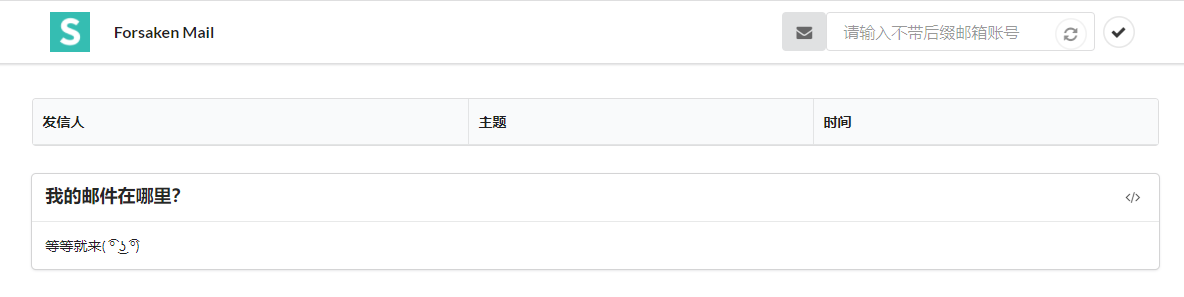 S
Forsaken Mail
请输入不带后缀邮箱账号
发信人 主题 时间
我的邮件在哪里?
</>
等等就来( ͡° ͜ʖ ͡°)